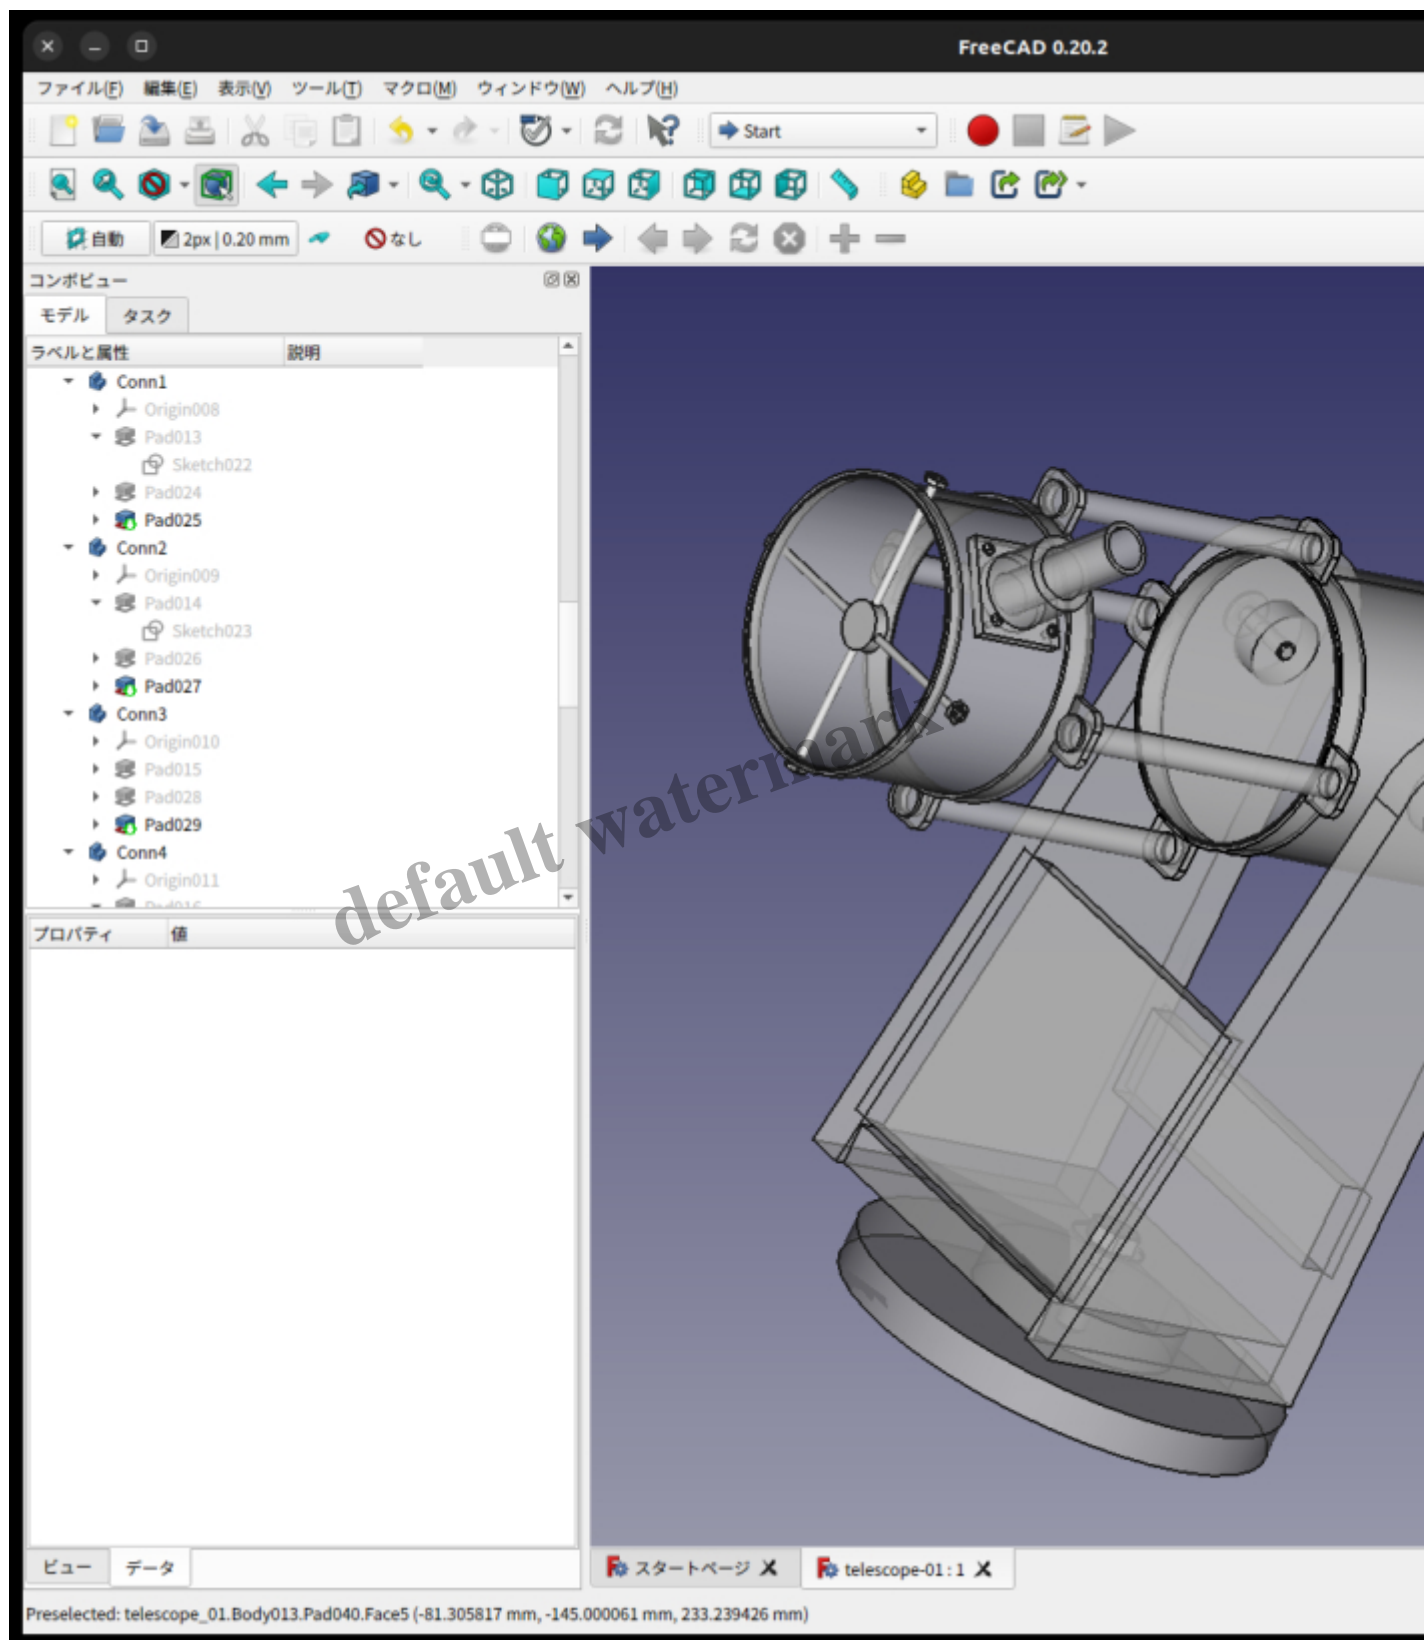 FreeCAD 0.20.2
ファイル(F) 編集(E) 表示(V) ツール(T) マクロ(M) ウィンドウ(W) ヘルプ(H)
Start
自動 2px | 0.20 mm なし
コンボビュー
モデル タスク
ラベルと属性 説明
Conn1
Origin008
Pad013
Sketch022
Pad024
Pad025
Conn2
Origin009
Pad014
Sketch023
Pad026
Pad027
Conn3
Origin010
Pad015
Pad028
Pad029
Conn4
Origin011
Pad016
default watermark
プロパティ 値
ビュー データ
スタートページ telescope-01 : 1
Preselected: telescope_01.Body013.Pad040.Face5 (-81.305817 mm, -145.000061 mm, 233.239426 mm)